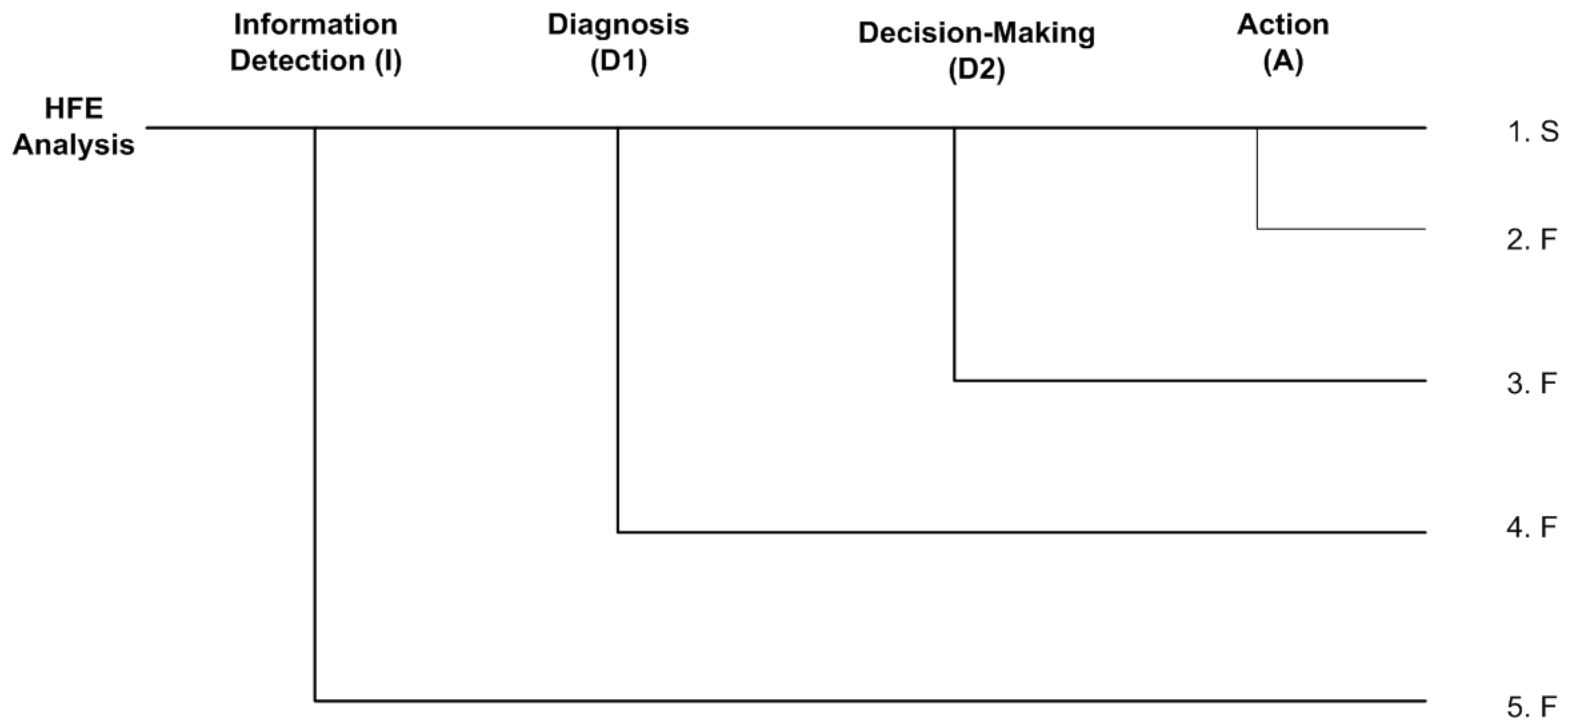 Information
Detection (I)
Diagnosis
(D1)
Decision-Making
(D2)
Action
(A)
HFE
Analysis
1. S
2. F
3. F
4. F
5. F